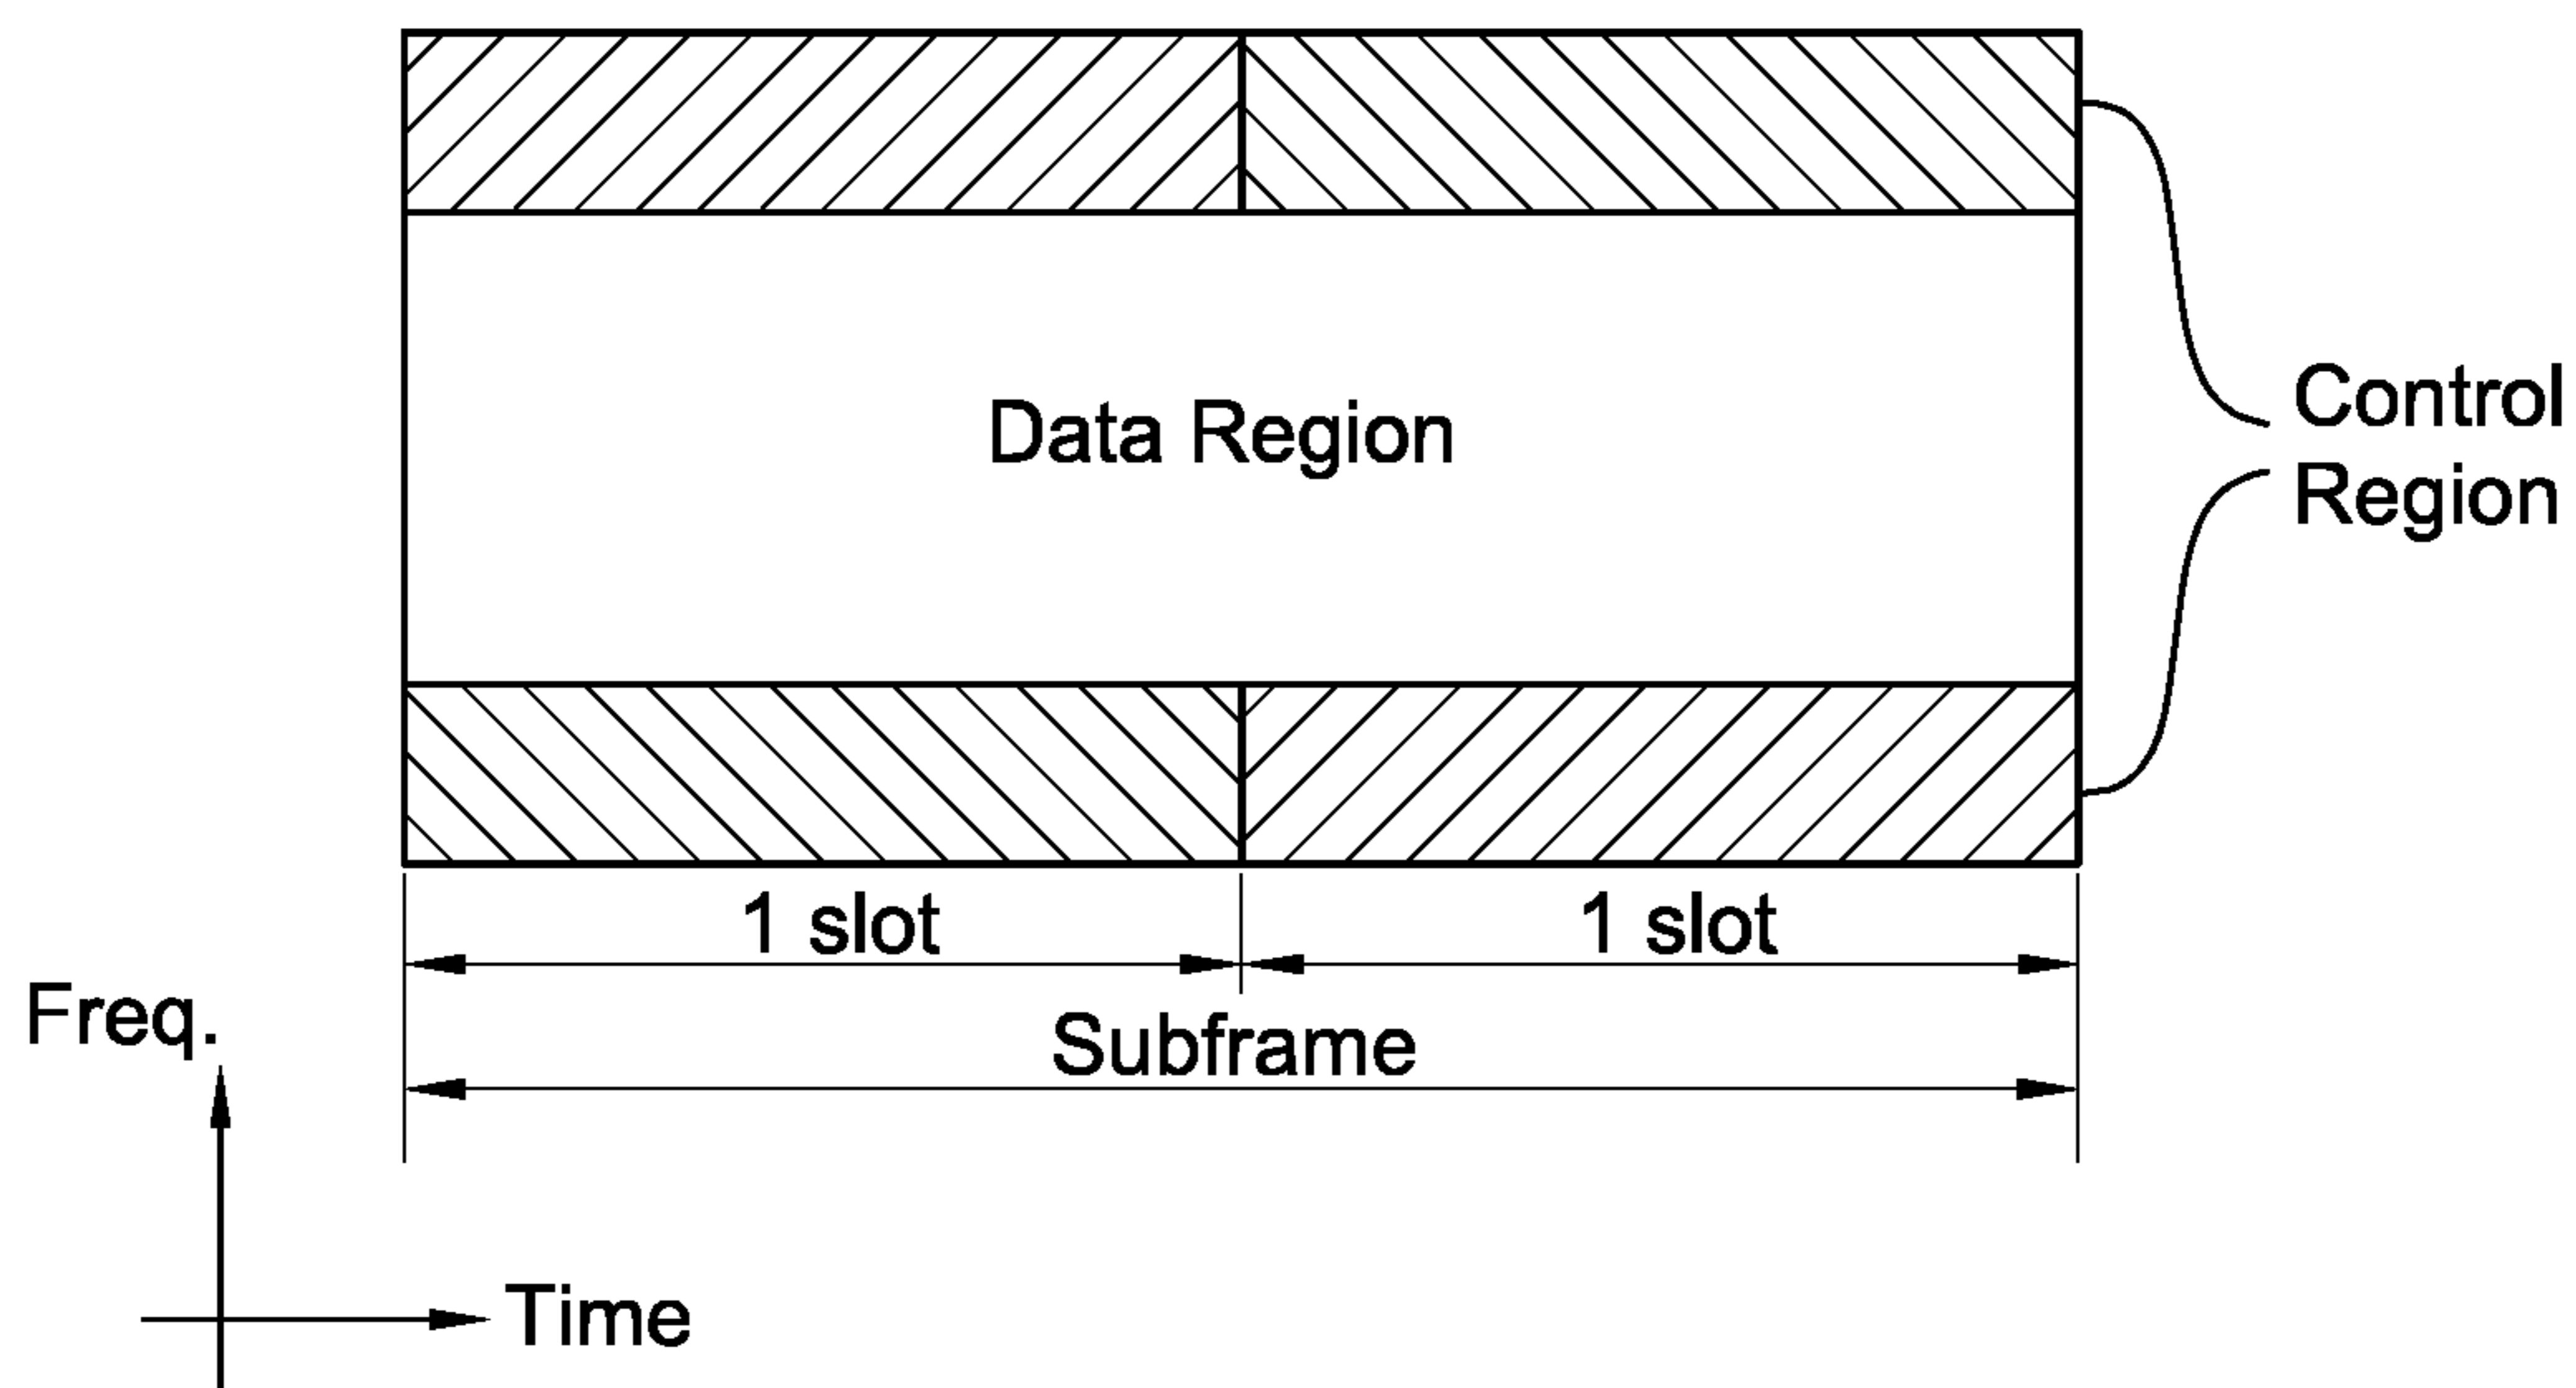 Data Region
Control
Region
1 slot
1 slot
Subframe
Freq.
Time